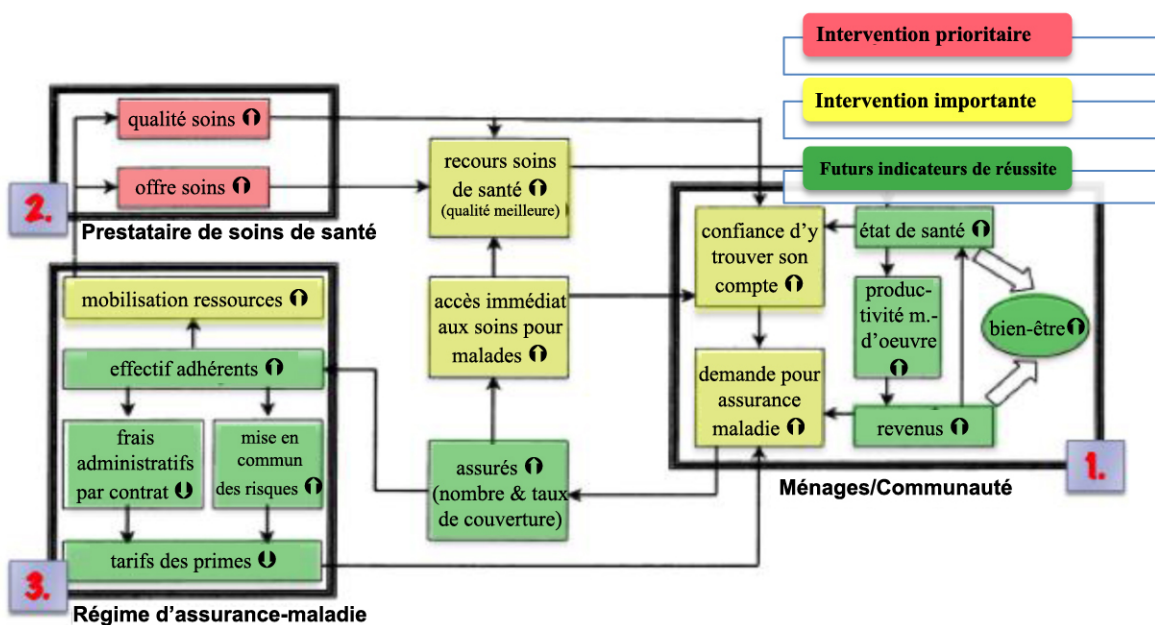 Intervention prioritaire
Intervention importante
Futurs indicateurs de réussite
qualité soins
offre soins
2.
Prestataire de soins de santé
recours soins
de santé
(qualité meilleure)
mobilisation ressources
effectif adhérents
frais
administratifs
par contrat
mise en
commun
des risques
tarifs des primes
3.
Régime d’assurance-maladie
accès immédiat
aux soins pour
malades
assurés
(nombre & taux
de couverture)
confiance d’y
trouver son
compte
demande pour
assurance
maladie
état de santé
produc-
tivité m.-
d’oeuvre
revenus
bien-être
1.
Ménages/Communauté